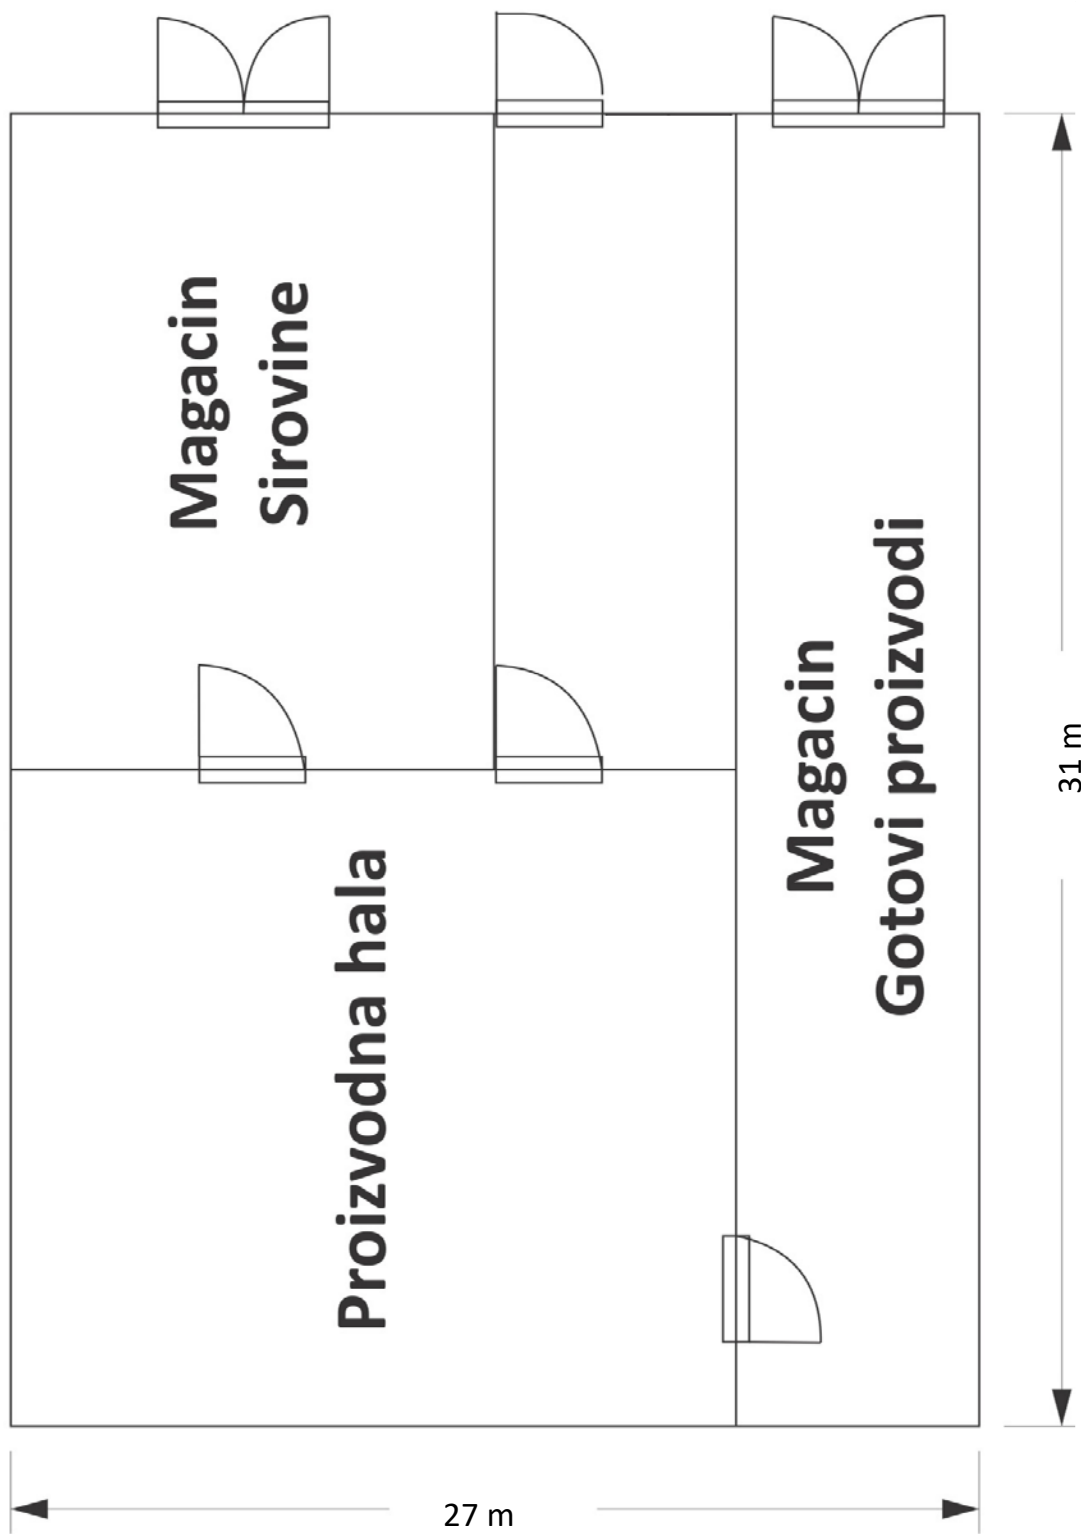 Magacin
Sirovine
Magacin
Gotovi proizvodi
Proizvodna hala
31 m
27 m